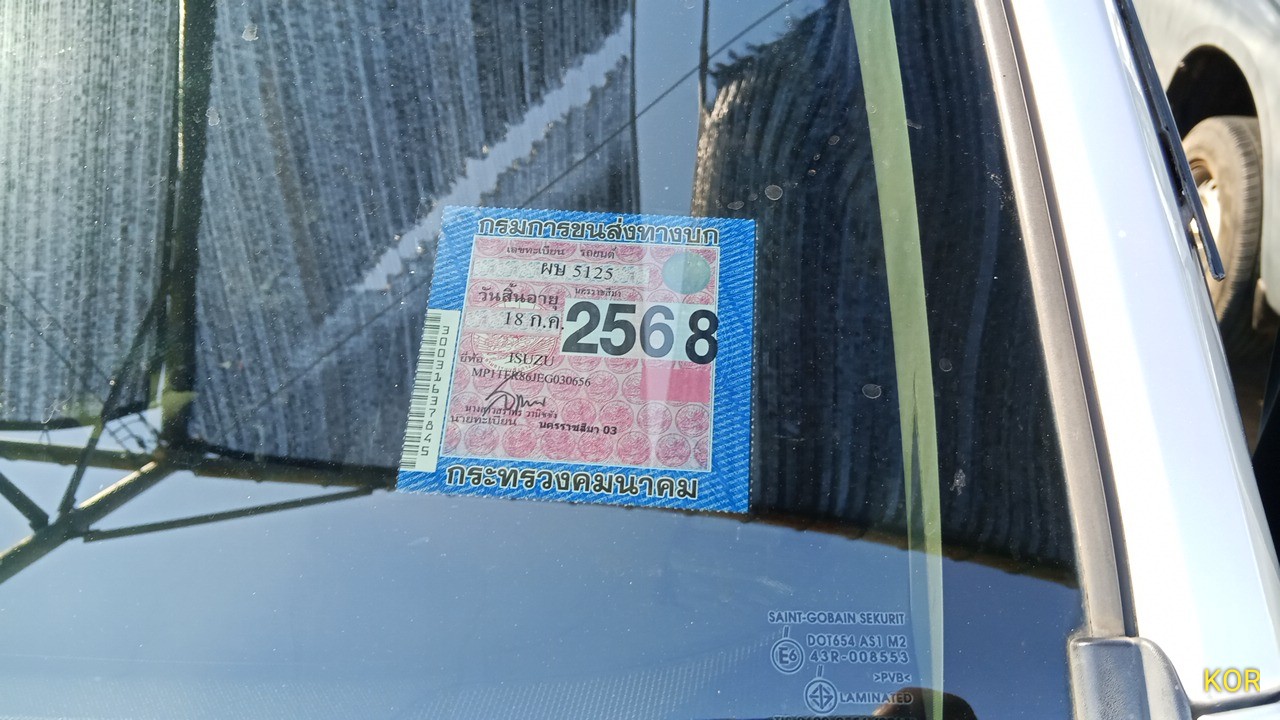 กรมการขนส่งทางบก
เลขทะเบียน รถยนต์
ผษ 5125
นครราชสีมา
วันสิ้นอายุ
18 ก.ค. 2568
ยี่ห้อ ISUZU
MP1TFR86JEG030656
นายทะเบียน นครราชสีมา 03
กระทรวงคมนาคม
30031637845
SAINT-GOBAIN SEKURIT
DOT654 AS1 M2
E6 43R-008553
>PVB<
LAMINATED
KOR